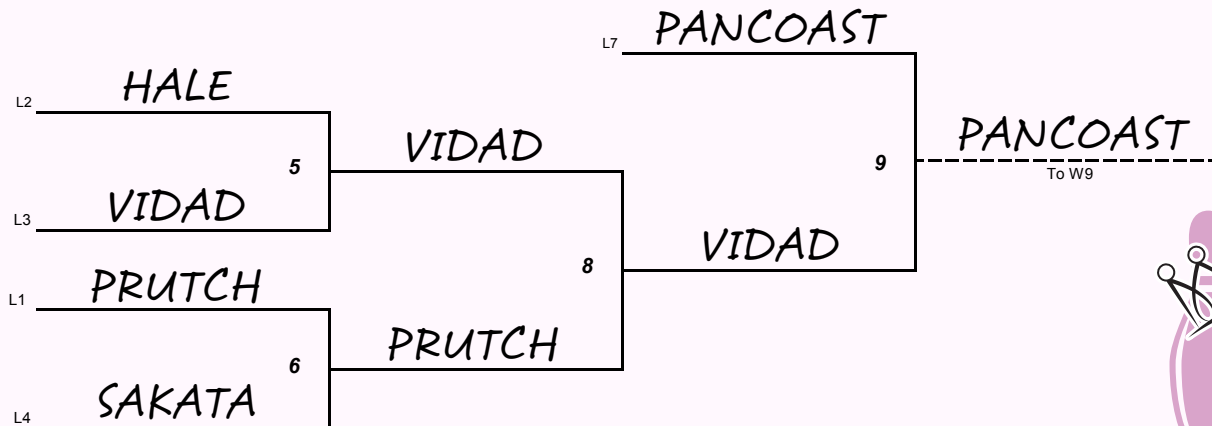 L7 PANCOAST
L2 HALE
VIDAD
5
9
PANCOAST
To W9
L3 VIDAD
8
VIDAD
L1 PRUTCH
6
PRUTCH
L4 SAKATA